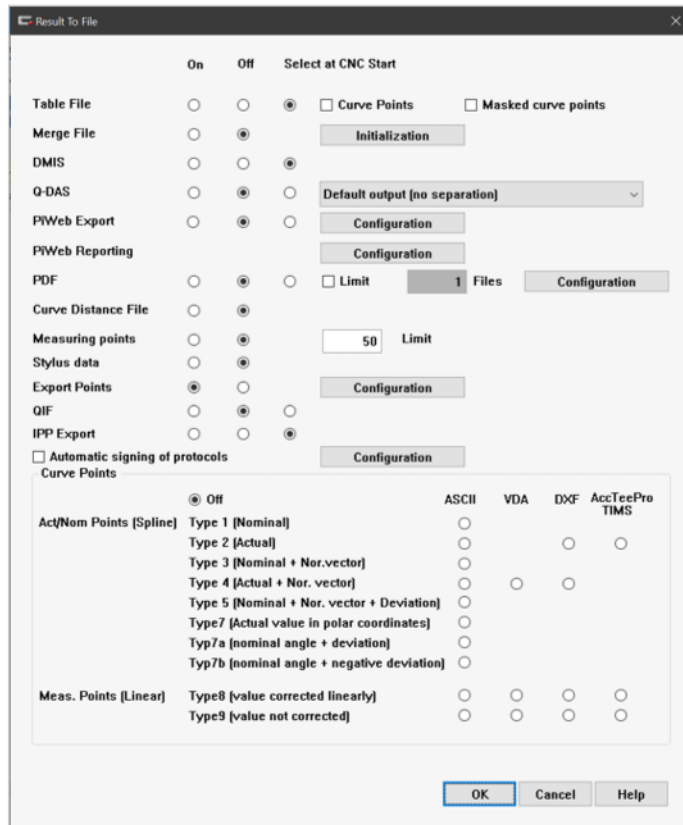 Result To File
On Off Select at CNC Start
Table File Curve Points Masked curve points
Merge File Initialization
DMIS
Q-DAS Default output (no separation)
PiWeb Export Configuration
PiWeb Reporting Configuration
PDF Limit 1 Files Configuration
Curve Distance File
Measuring points 50 Limit
Stylus data
Export Points Configuration
QIF
IPP Export
Automatic signing of protocols Configuration
Curve Points
Off ASCII VDA DXF AccTeePro
TIMS
Act/Nom Points (Spline) Type 1 (Nominal)
Type 2 (Actual)
Type 3 (Nominal + Nor.vector)
Type 4 (Actual + Nor. vector)
Type 5 (Nominal + Nor. vector + Deviation)
Type7 (Actual value in polar coordinates)
Typ7a (nominal angle + deviation)
Typ7b (nominal angle + negative deviation)
Meas. Points (Linear) Type8 (value corrected linearly)
Type9 (value not corrected)
OK Cancel Help